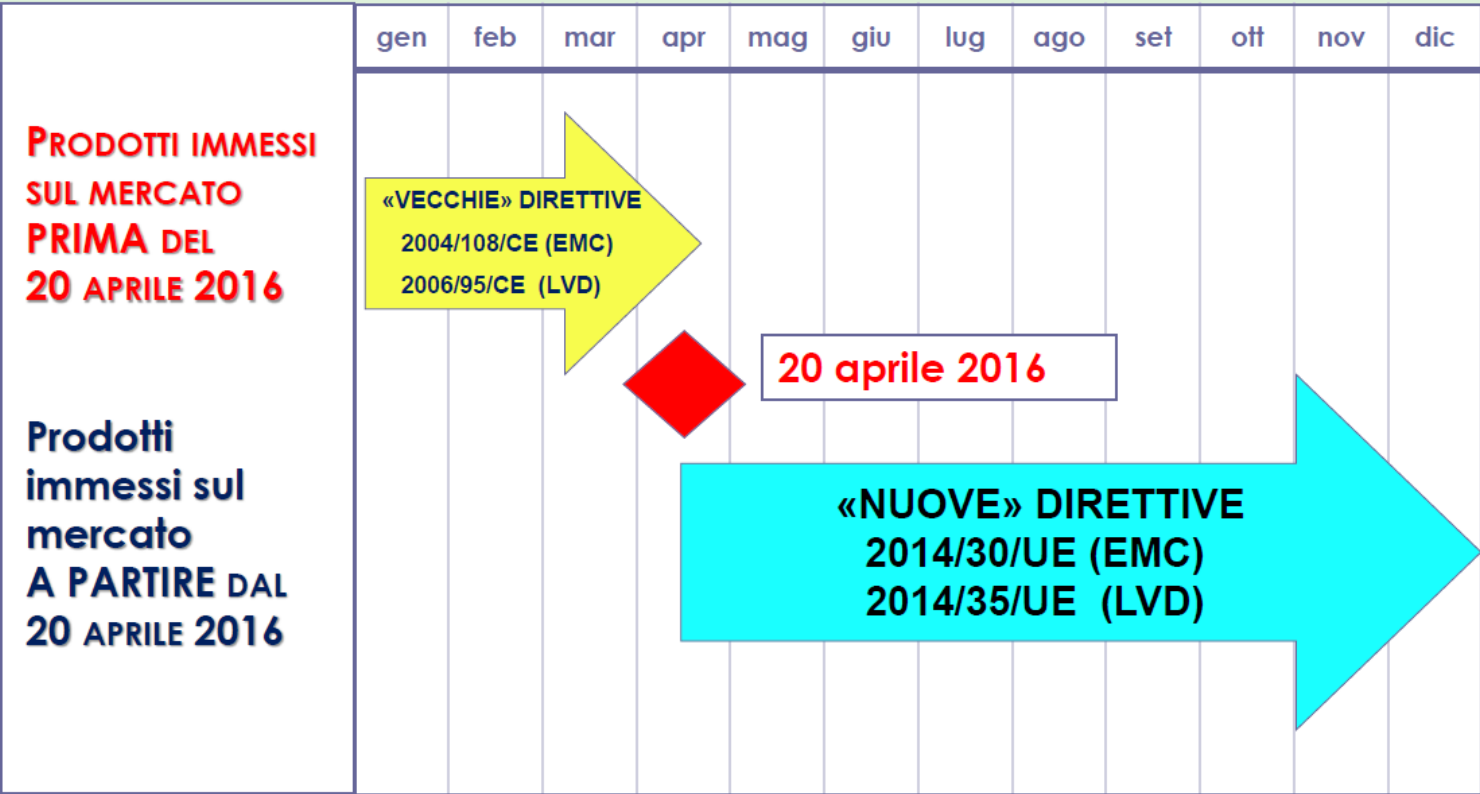 gen feb mar apr mag giu lug ago set ott nov dic
PRODOTTI IMMESSI
SUL MERCATO
PRIMA DEL
20 APRILE 2016
«VECCHIE» DIRETTIVE
2004/108/CE (EMC)
2006/95/CE (LVD)
20 aprile 2016
Prodotti
immessi sul
mercato
A PARTIRE DAL
20 APRILE 2016
«NUOVE» DIRETTIVE
2014/30/UE (EMC)
2014/35/UE (LVD)